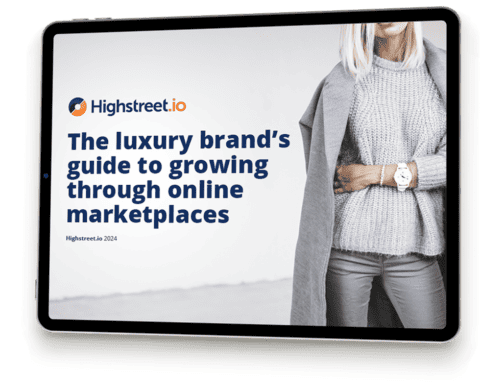 Highstreet.io
The luxury brand's
guide to growing
through online
marketplaces
Highstreet.io 2024